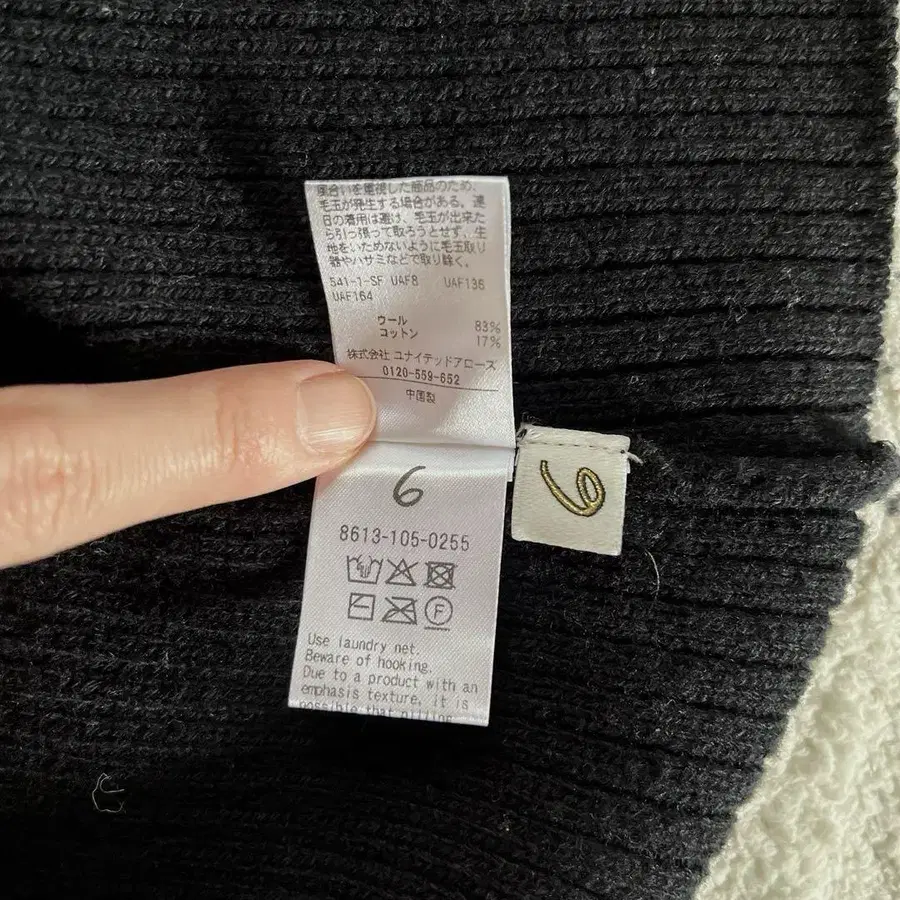 風合いを重視した商品のため、
毛玉が発生する場合がある。連
日の着用は避け、毛玉が出来た
ら引っ張って取ろうとせず、生
地をいためないように毛玉取り
器やハサミなどで取り除く。
541-1-SF UAF8 UAF136
UAF164
ウール 83%
コットン 17%
株式会社 ユナイテッドアローズ
0120-559-652
中国製
6
6
8613-105-0255
F
Use laundry net.
Beware of hooking.
Due to a product with an
emphasis texture, it is
possible that pilling